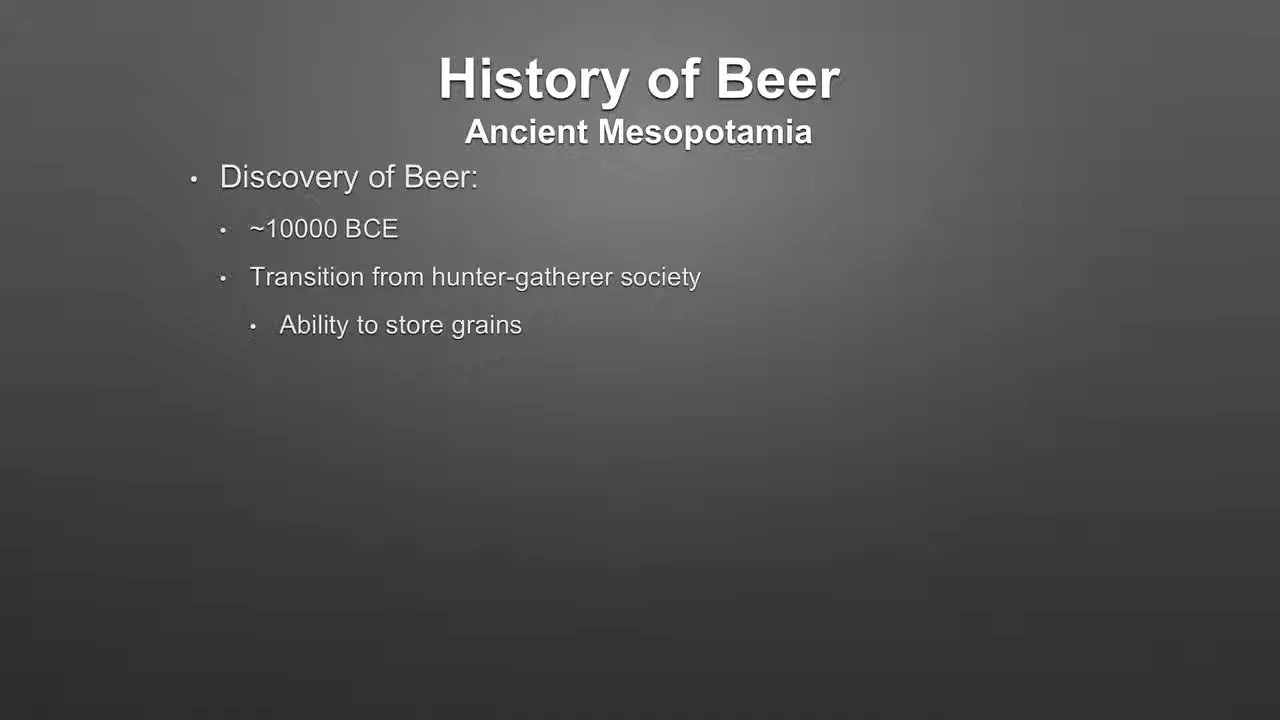 History of Beer
Ancient Mesopotamia
• Discovery of Beer:
• ~10000 BCE
• Transition from hunter-gatherer society
• Ability to store grains